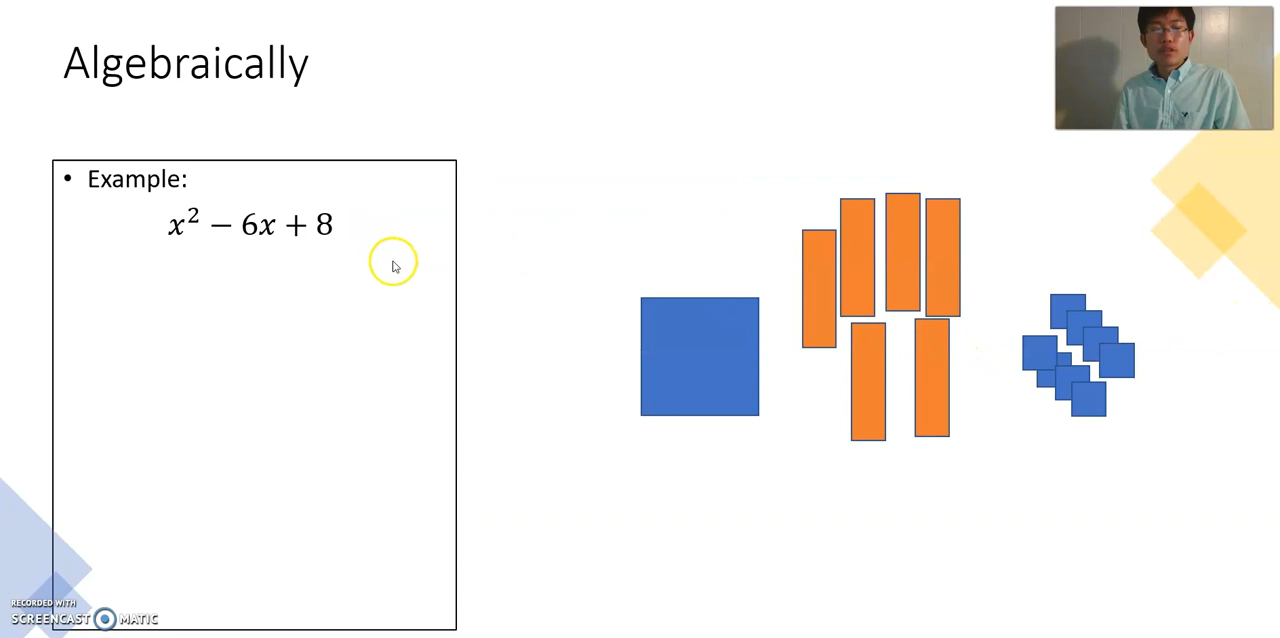 Algebraically
• Example:
x² − 6x + 8
RECORDED WITH
SCREENCAST MATIC